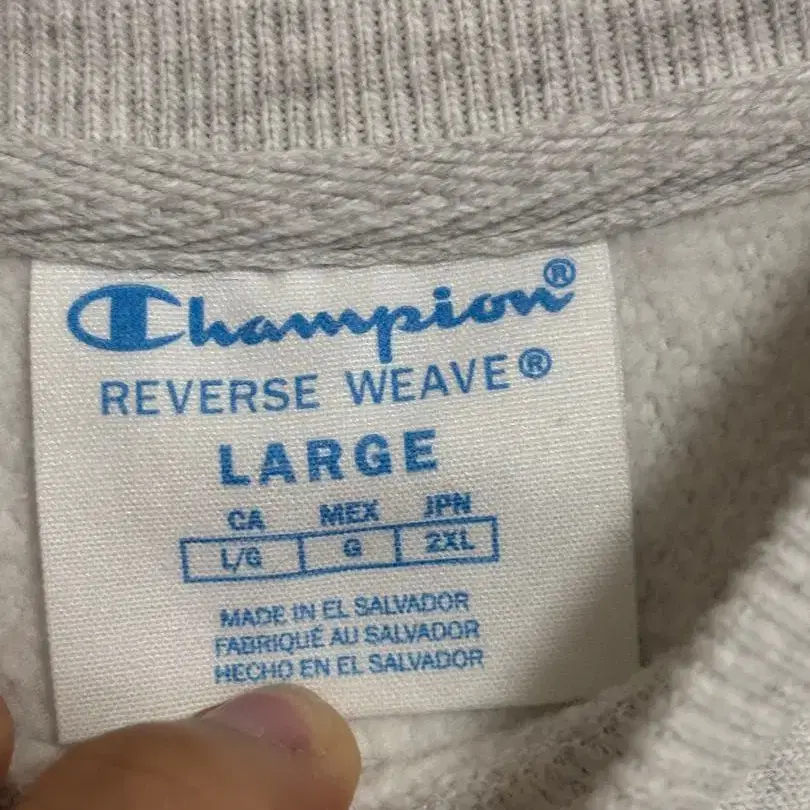 Champion®
REVERSE WEAVE®
LARGE
CA MEX JPN
L/G G 2XL
MADE IN EL SALVADOR
FABRIQUÉ AU SALVADOR
HECHO EN EL SALVADOR